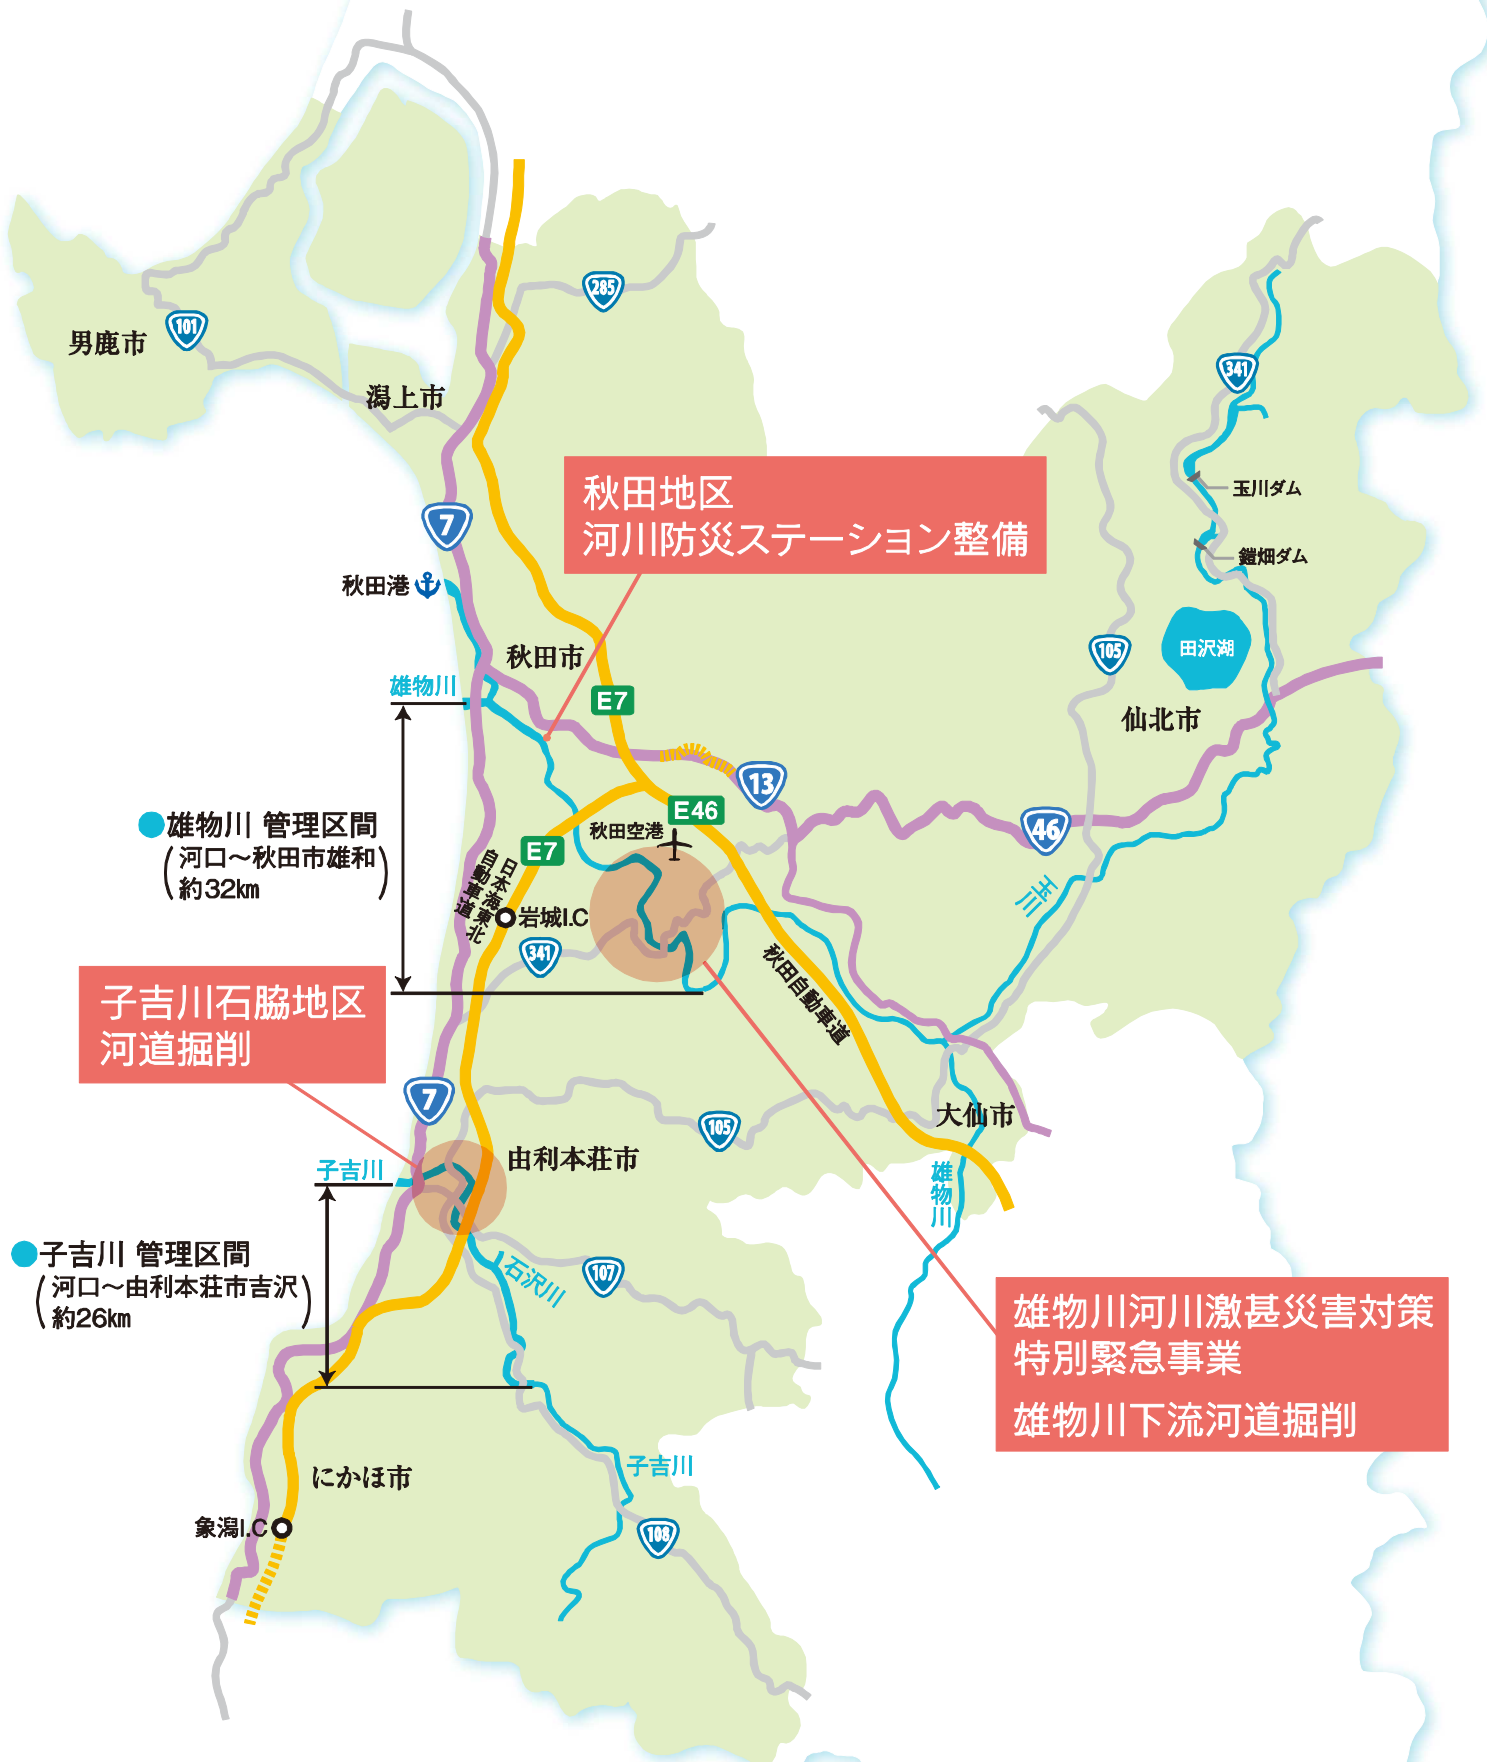 285
101
男鹿市
潟上市
341
玉川ダム
鎧畑ダム
秋田地区
河川防災ステーション整備
7
秋田港
秋田市
105
田沢湖
雄物川
E7
仙北市
13
46
E46
秋田空港
雄物川 管理区間
(河口～秋田市雄和)
約32km
E7
日本海東北
自動車道
岩城I.C
341
玉川
秋田自動車道
子吉川石脇地区
河道掘削
7
105
大仙市
由利本荘市
子吉川
雄物川
子吉川 管理区間
(河口～由利本荘市吉沢)
約26km
石沢川
107
雄物川河川激甚災害対策
特別緊急事業
雄物川下流河道掘削
子吉川
にかほ市
象潟I.C
108